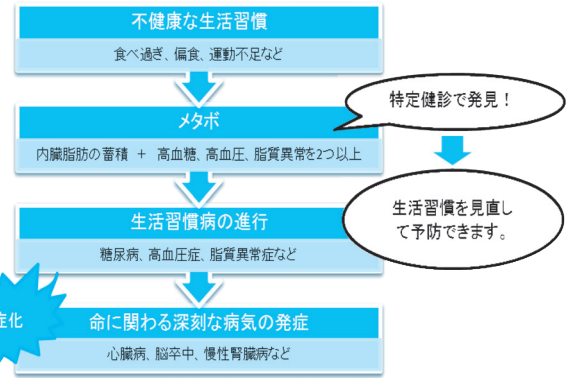 不健康な生活習慣
食べ過ぎ、偏食、運動不足など
メタボ
内臓脂肪の蓄積 ＋ 高血糖、高血圧、脂質異常を2つ以上
特定健診で発見！
生活習慣を見直し
て予防できます。
生活習慣病の進行
糖尿病、高血圧症、脂質異常症など
症化
命に関わる深刻な病気の発症
心臓病、脳卒中、慢性腎臓病など